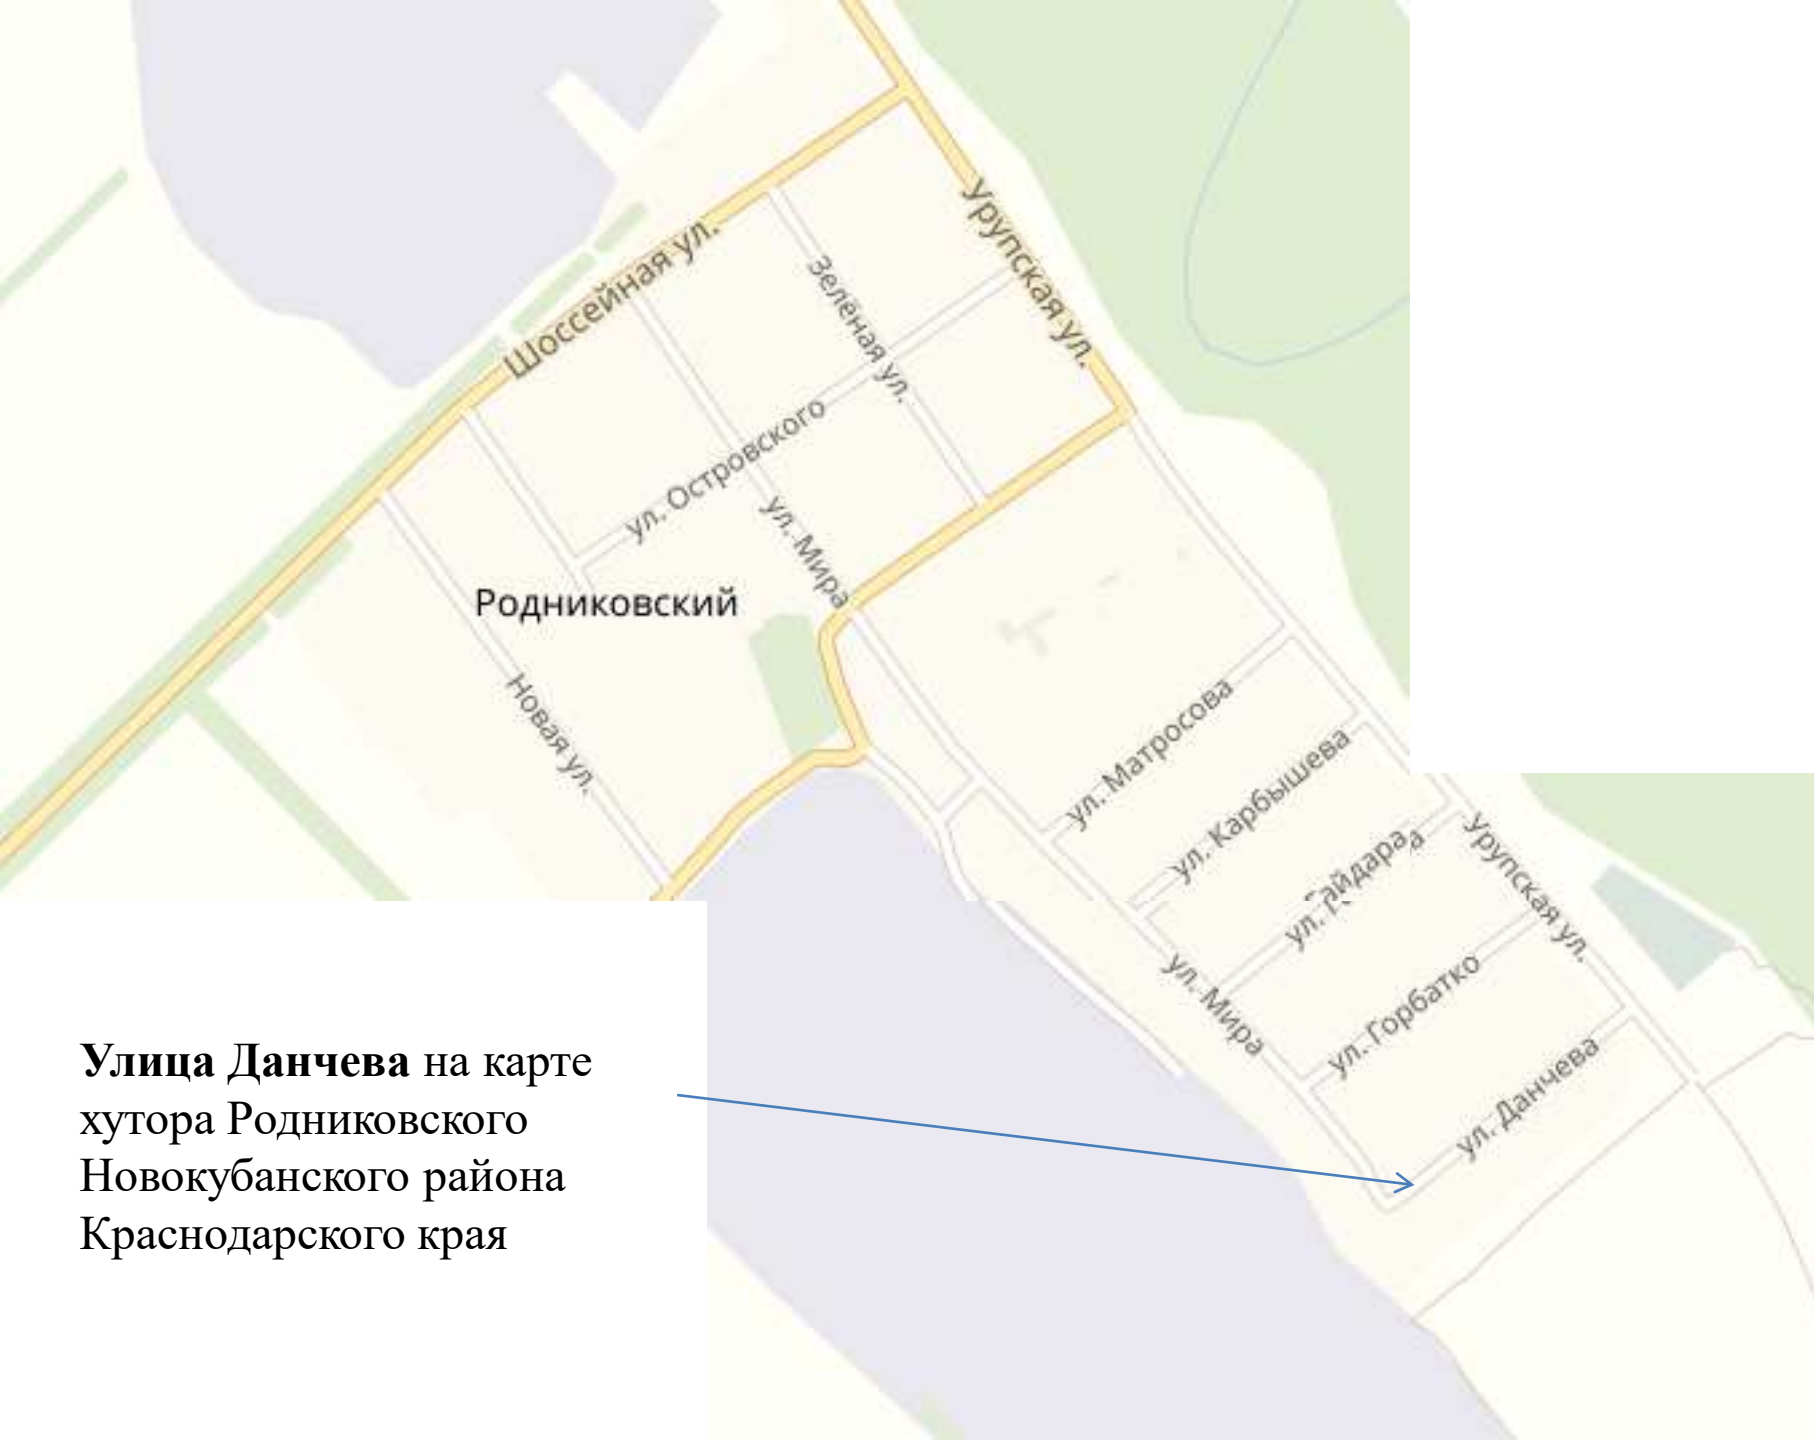 Урупская ул.
Шоссейная ул.
Зелёная ул.
ул. Островского
ул. Мира
Родниковский
Новая ул.
ул. Матросова
ул. Карбышева
ул. Гайдара
Урупская ул.
ул. Мира
ул. Горбатко
ул. Данчева
Улица Данчева на карте
хутора Родниковского
Новокубанского района
Краснодарского края